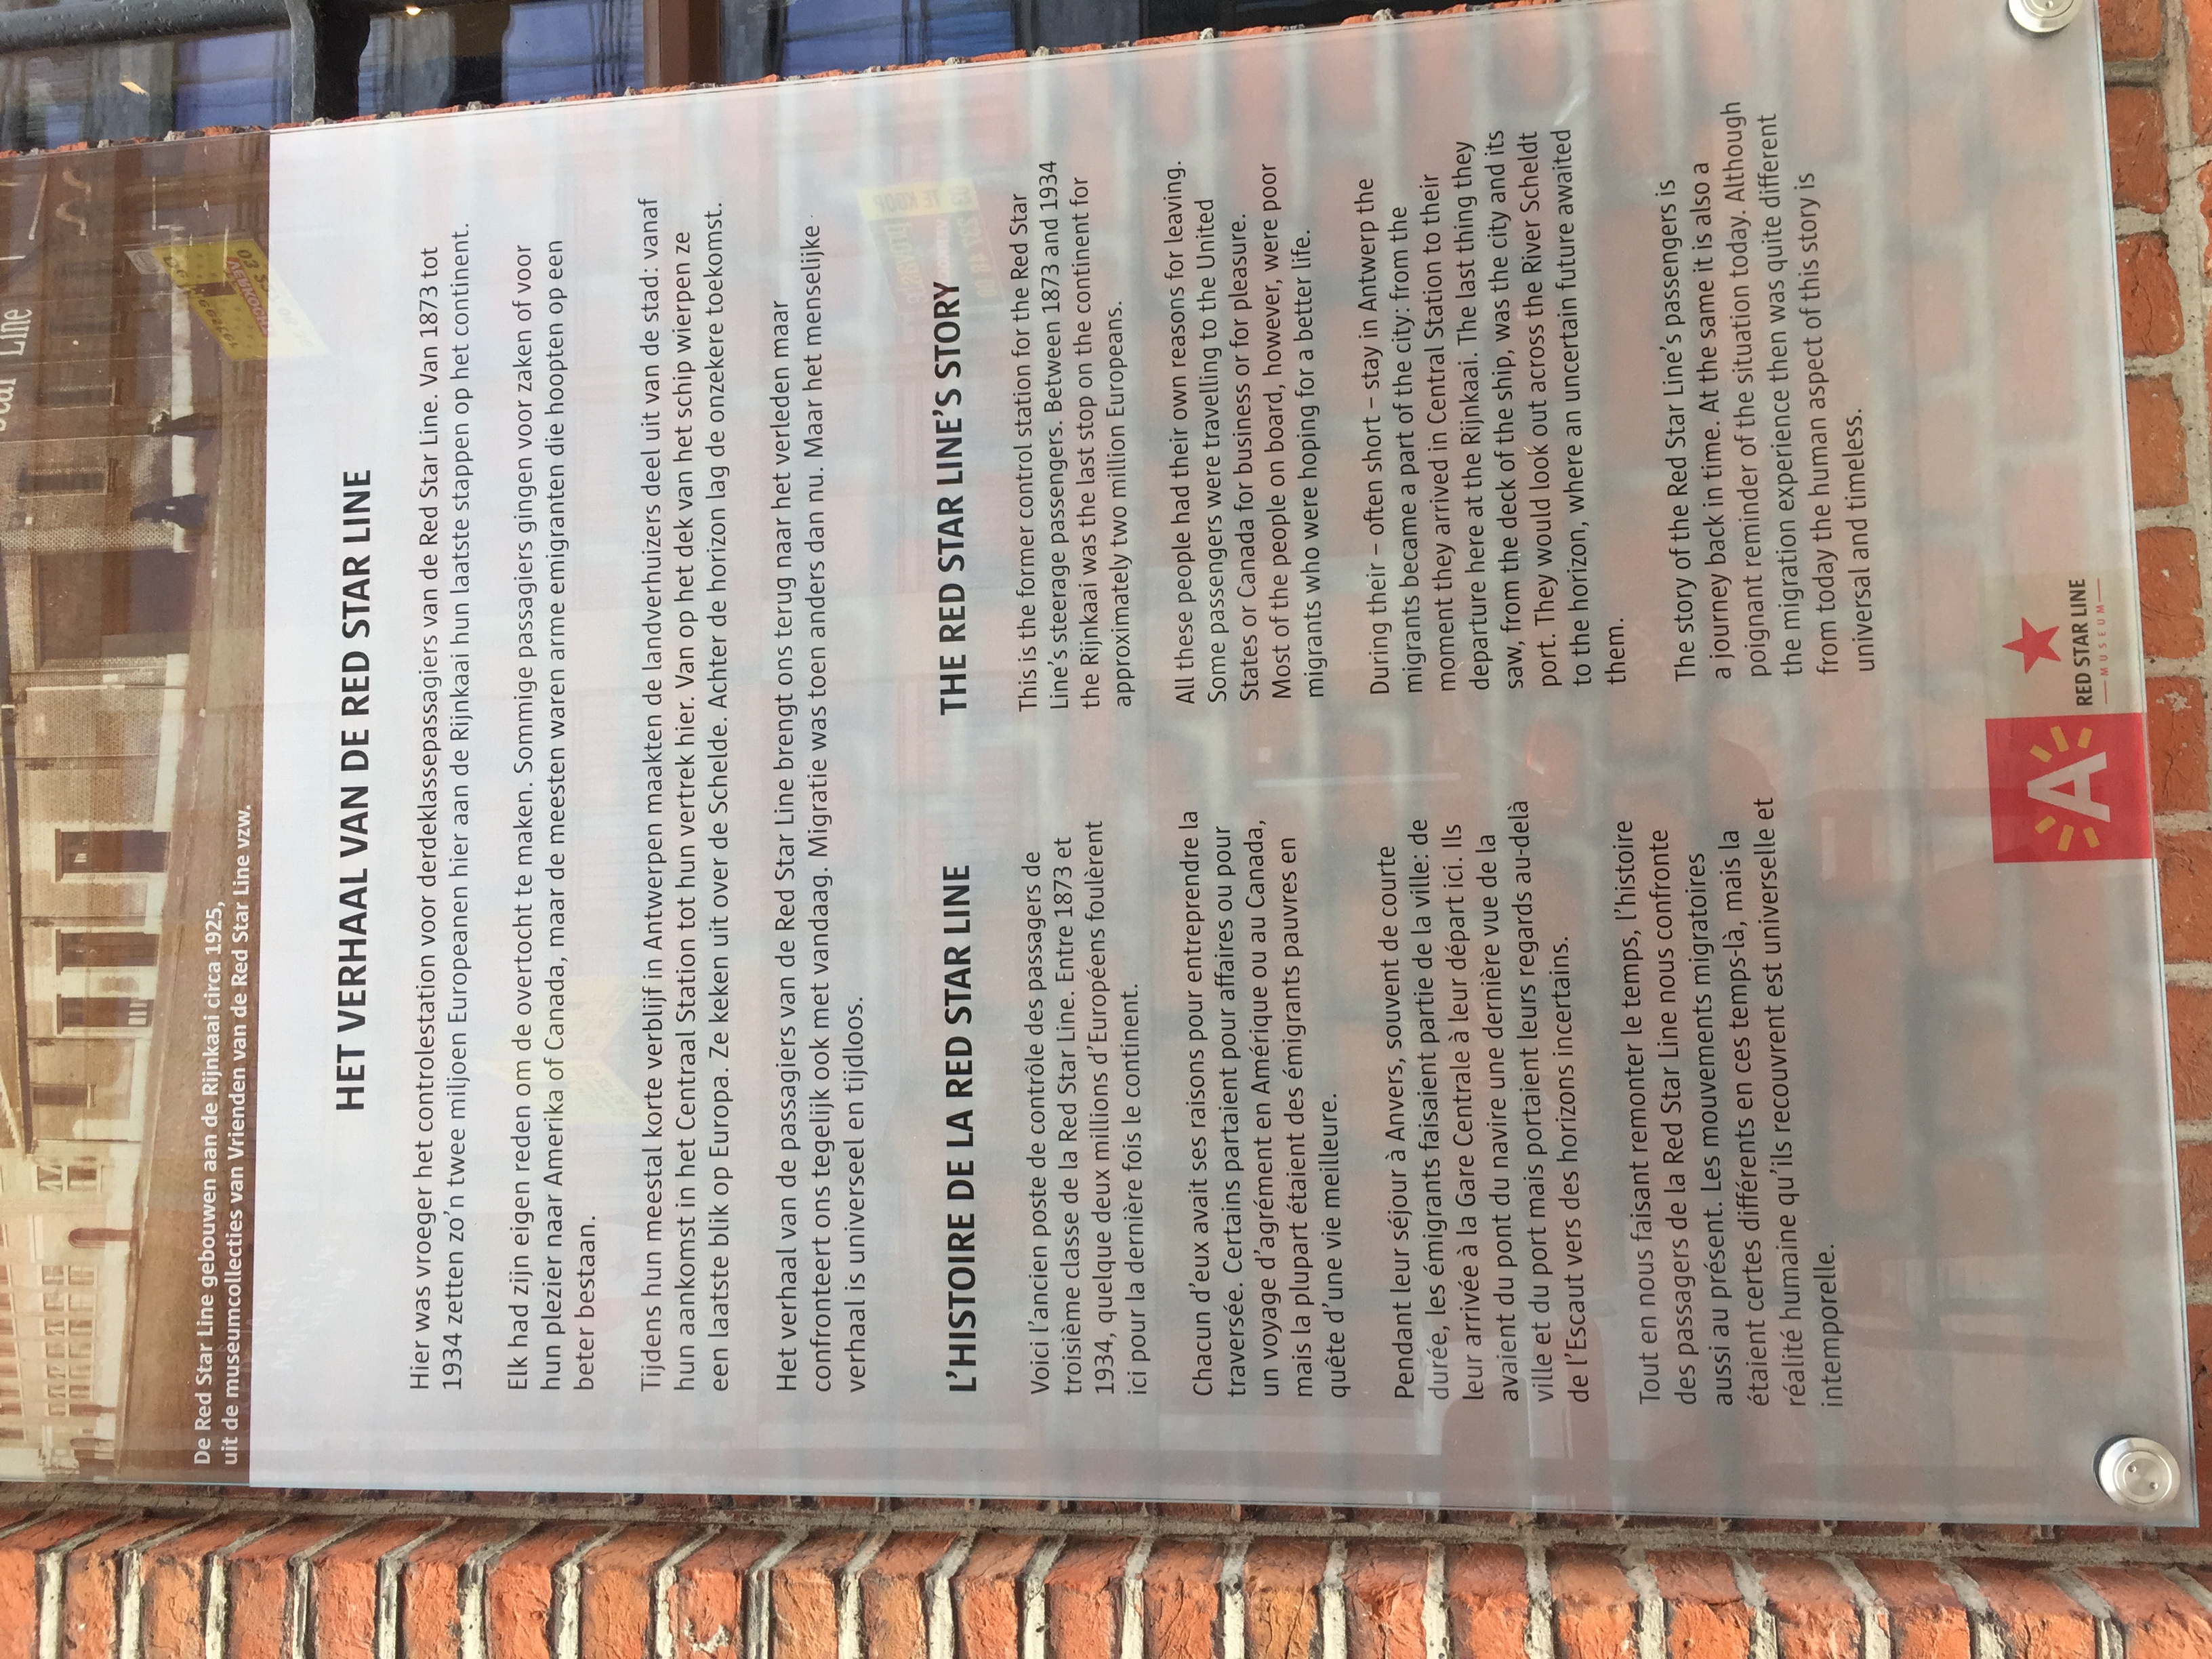 Star Line
De Red Star Line gebouwen aan de Rijnkaai circa 1925,
uit de museumcollecties van Vrienden van de Red Star Line vzw.
HET VERHAAL VAN DE RED STAR LINE
Hier was vroeger het controlestation voor derdeklassepassagiers van de Red Star Line. Van 1873 tot
1934 zetten zo’n twee miljoen Europeanen hier aan de Rijnkaai hun laatste stappen op het continent.
Elk had zijn eigen reden om de overtocht te maken. Sommige passagiers gingen voor zaken of voor
hun plezier naar Amerika of Canada, maar de meesten waren arme emigranten die hoopten op een
beter bestaan.
Tijdens hun meestal korte verblijf in Antwerpen maakten de landverhuizers deel uit van de stad: vanaf
hun aankomst in het Centraal Station tot hun vertrek hier. Van op het dek van het schip wierpen ze
een laatste blik op Europa. Ze keken uit over de Schelde. Achter de horizon lag de onzekere toekomst.
Het verhaal van de passagiers van de Red Star Line brengt ons terug naar het verleden maar
confronteert ons tegelijk ook met vandaag. Migratie was toen anders dan nu. Maar het menselijke
verhaal is universeel en tijdloos.
L’HISTOIRE DE LA RED STAR LINE
Voici l’ancien poste de contrôle des passagers de
troisième classe de la Red Star Line. Entre 1873 et
1934, quelque deux millions d’Européens foulèrent
ici pour la dernière fois le continent.
Chacun d’eux avait ses raisons pour entreprendre la
traversée. Certains partaient pour affaires ou pour
un voyage d’agrément en Amérique ou au Canada,
mais la plupart étaient des émigrants pauvres en
quête d’une vie meilleure.
Pendant leur séjour à Anvers, souvent de courte
durée, les émigrants faisaient partie de la ville: de
leur arrivée à la Gare Centrale à leur départ ici. Ils
avaient du pont du navire une dernière vue de la
ville et du port mais portaient leurs regards au-delà
de l’Escaut vers des horizons incertains.
Tout en nous faisant remonter le temps, l’histoire
des passagers de la Red Star Line nous confronte
aussi au présent. Les mouvements migratoires
étaient certes différents en ces temps-là, mais la
réalité humaine qu’ils recouvrent est universelle et
intemporelle.
THE RED STAR LINE’S STORY
This is the former control station for the Red Star
Line’s steerage passengers. Between 1873 and 1934
the Rijnkaai was the last stop on the continent for
approximately two million Europeans.
All these people had their own reasons for leaving.
Some passengers were travelling to the United
States or Canada for business or for pleasure.
Most of the people on board, however, were poor
migrants who were hoping for a better life.
During their – often short – stay in Antwerp the
migrants became a part of the city: from the
moment they arrived in Central Station to their
departure here at the Rijnkaai. The last thing they
saw, from the deck of the ship, was the city and its
port. They would look out across the River Scheldt
to the horizon, where an uncertain future awaited
them.
The story of the Red Star Line’s passengers is
a journey back in time. At the same it is also a
poignant reminder of the situation today. Although
the migration experience then was quite different
from today the human aspect of this story is
universal and timeless.
A
RED STAR LINE
MUSEUM